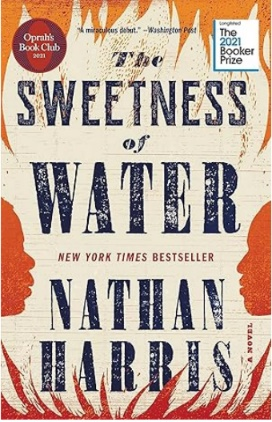 Oprah's
Book Club
2021
"A miraculous debut." —Washington Post
Longlisted
The
2021
Booker
Prize
The
SWEETNESS
of
WATER
NEW YORK TIMES BESTSELLER
NATHAN
HARRIS
A NOVEL